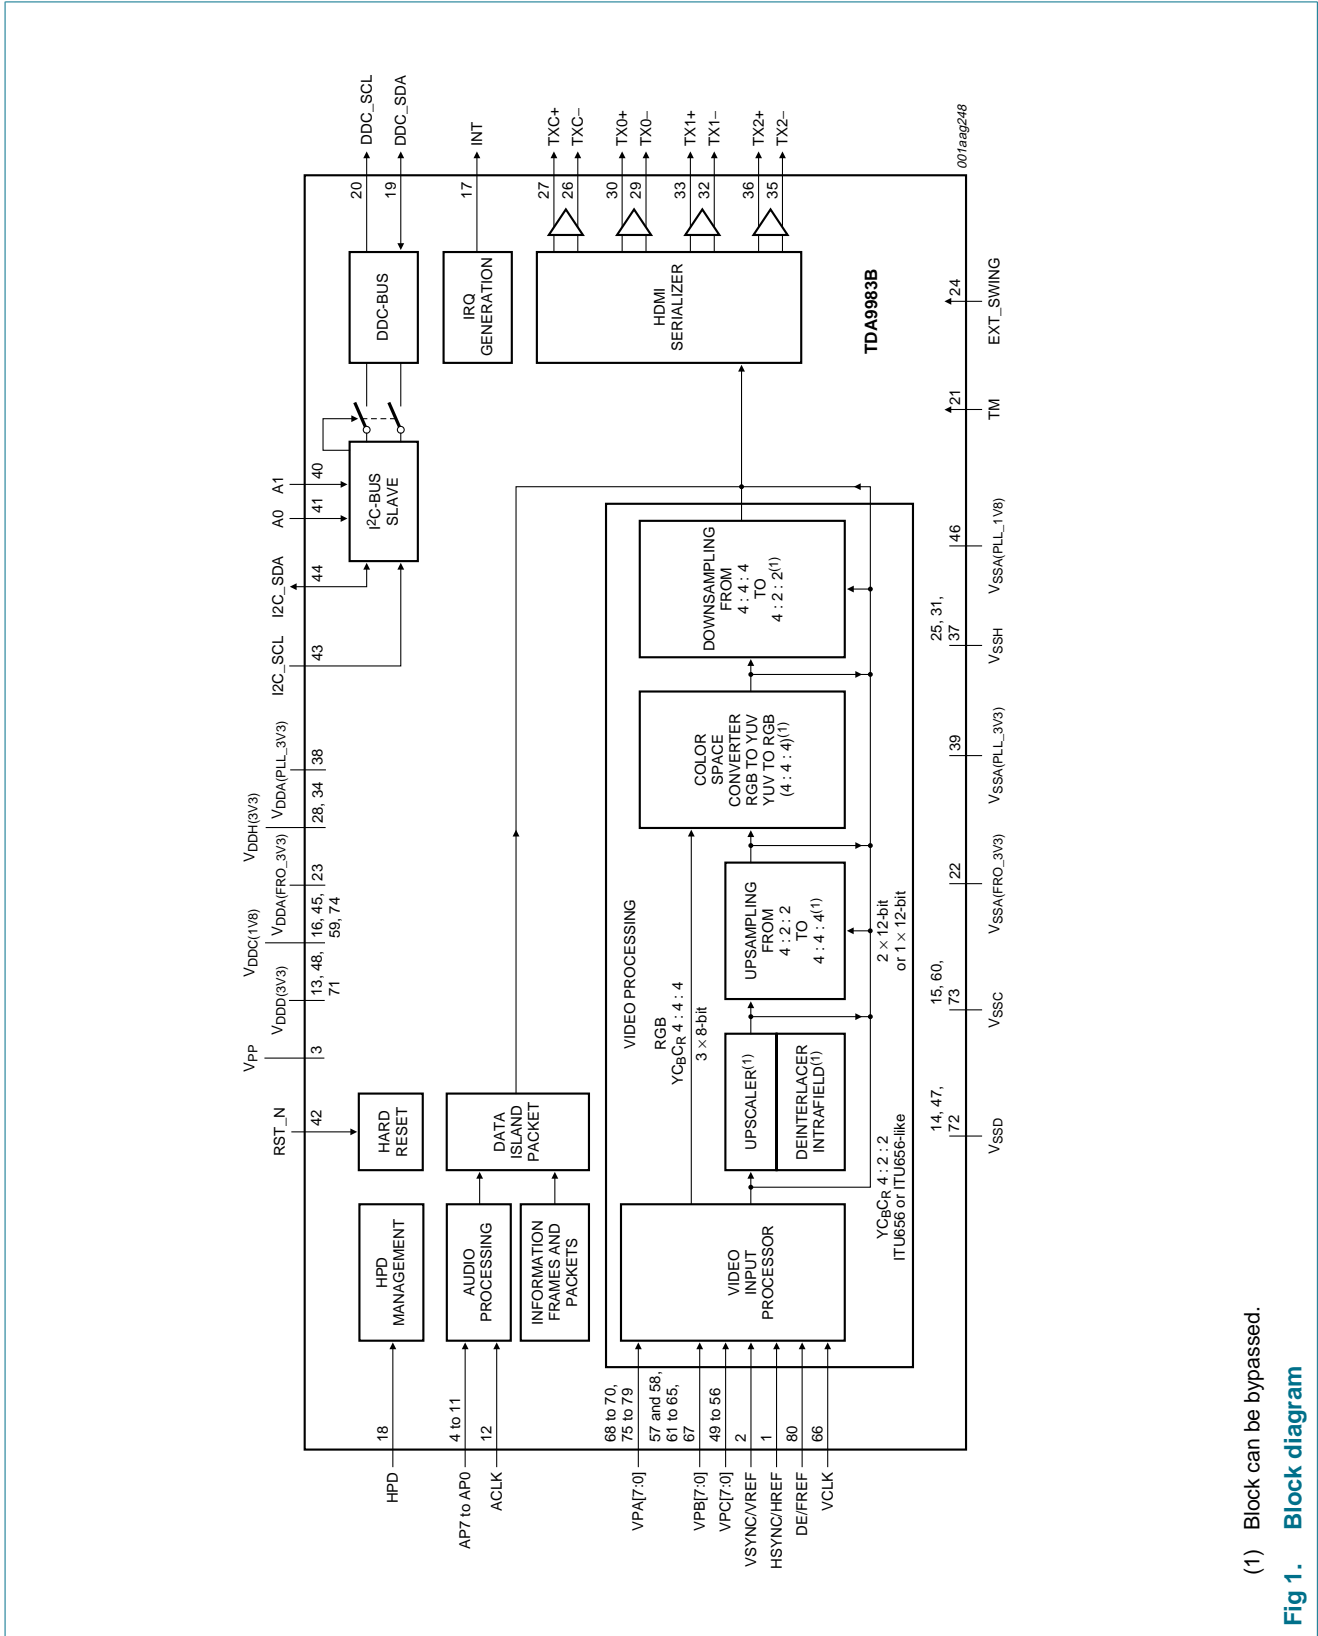 RST_N
42
VPP
3
VDDD(3V3)
13, 48,
71
VDDC(1V8)
16, 45,
59, 74
VDDA(FRO_3V3)
23
VDDH(3V3)
28, 34
VDDA(PLL_3V3)
38
I2C_SCL
43
I2C_SDA
44
A0
41
A1
40
HPD
18
HPD
MANAGEMENT
HARD
RESET
I2C-BUS
SLAVE
DDC-BUS
20
DDC_SCL
19
DDC_SDA
AP7 to AP0
4 to 11
ACLK
12
AUDIO
PROCESSING
INFORMATION
FRAMES AND
PACKETS
DATA
ISLAND
PACKET
IRQ
GENERATION
17
INT
VIDEO PROCESSING
VPA[7:0]
68 to 70,
75 to 79
VPB[7:0]
57 and 58,
61 to 65,
67
VPC[7:0]
49 to 56
VSYNC/VREF
2
HSYNC/HREF
1
DE/FREF
80
VCLK
66
VIDEO
INPUT
PROCESSOR
RGB
YCBCR 4 : 4 : 4
3 × 8-bit
UPSCALER(1)
DEINTERLACER
INTRAFIELD(1)
UPSAMPLING
FROM
4 : 2 : 2
TO
4 : 4 : 4(1)
COLOR
SPACE
CONVERTER
RGB TO YUV
YUV TO RGB
(4 : 4 : 4)(1)
DOWNSAMPLING
FROM
4 : 4 : 4
TO
4 : 2 : 2(1)
YCBCR 4 : 2 : 2
ITU656 or ITU656-like
2 × 12-bit
or 1 × 12-bit
HDMI
SERIALIZER
27
TXC+
26
TXC−
30
TX0+
29
TX0−
33
TX1+
32
TX1−
36
TX2+
35
TX2−
TDA9983B
14, 47,
72
VSSD
15, 60,
73
VSSC
22
VSSA(FRO_3V3)
39
VSSA(PLL_3V3)
25, 31,
37
VSSH
46
VSSA(PLL_1V8)
21
TM
24
EXT_SWING
001aag248
(1) Block can be bypassed.
Fig 1. Block diagram